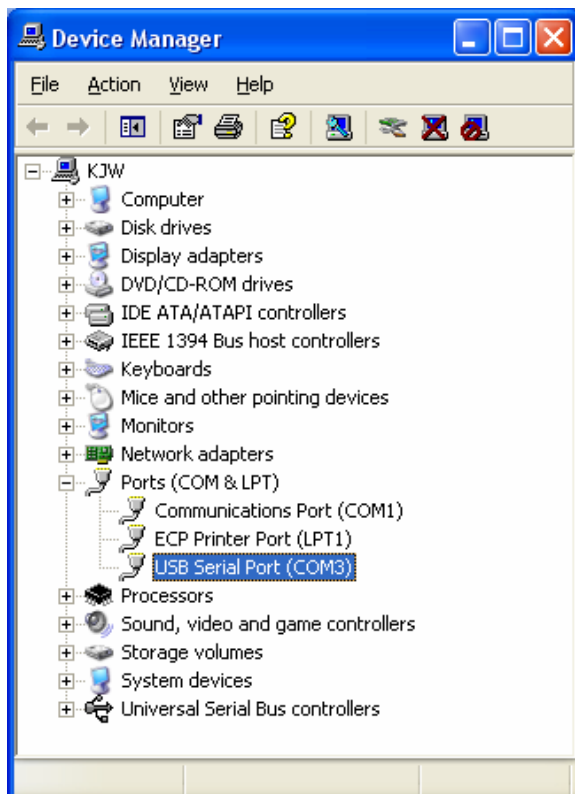 Device Manager
File Action View Help
KJW
Computer
Disk drives
Display adapters
DVD/CD-ROM drives
IDE ATA/ATAPI controllers
IEEE 1394 Bus host controllers
Keyboards
Mice and other pointing devices
Monitors
Network adapters
Ports (COM & LPT)
Communications Port (COM1)
ECP Printer Port (LPT1)
USB Serial Port (COM3)
Processors
Sound, video and game controllers
Storage volumes
System devices
Universal Serial Bus controllers